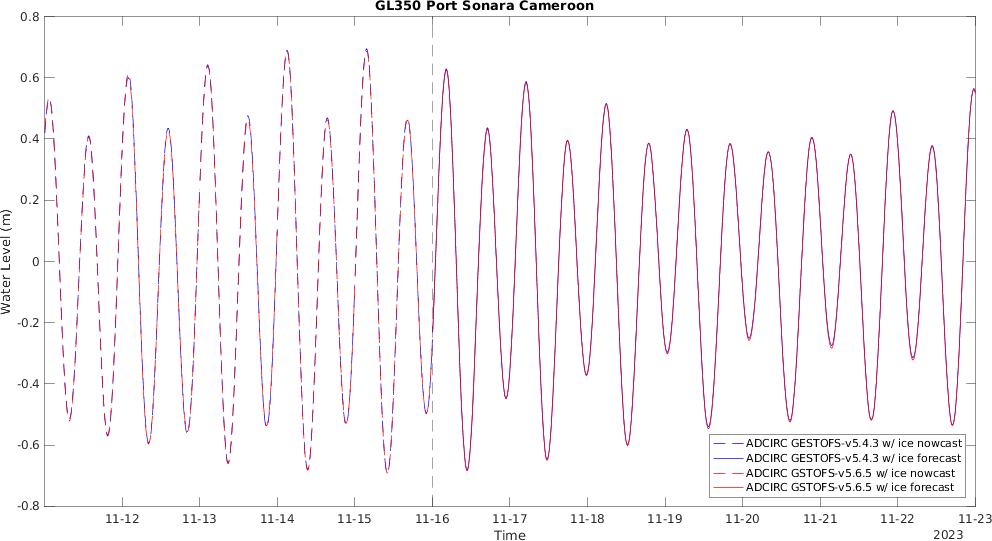 GL350 Port Sonara Cameroon
0.8
0.6
0.4
0.2
0
-0.2
-0.4
-0.6
-0.8
Water Level (m)
ADCIRC GESTOFS-v5.4.3 w/ ice nowcast
ADCIRC GESTOFS-v5.4.3 w/ ice forecast
ADCIRC GSTOFS-v5.6.5 w/ ice nowcast
ADCIRC GSTOFS-v5.6.5 w/ ice forecast
11-12 11-13 11-14 11-15 11-16 11-17 11-18 11-19 11-20 11-21 11-22 11-23
Time
2023